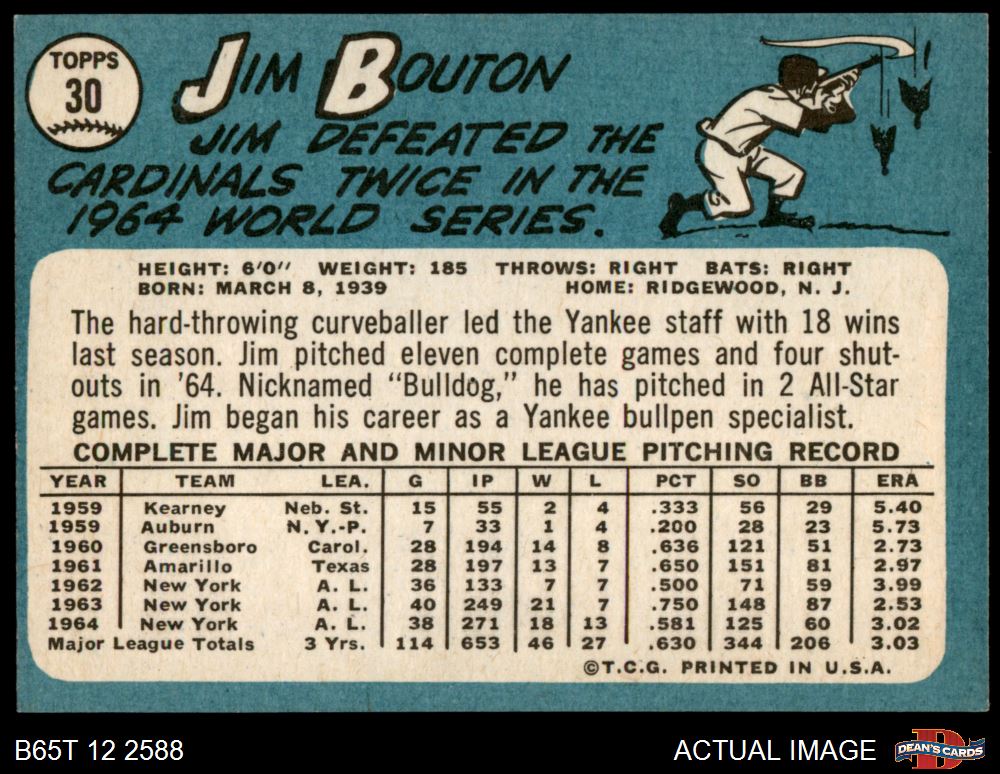 TOPPS
30
JIM BOUTON
JIM DEFEATED THE
CARDINALS TWICE IN THE
1964 WORLD SERIES.
HEIGHT: 6'0" WEIGHT: 185 THROWS: RIGHT BATS: RIGHT
BORN: MARCH 8, 1939 HOME: RIDGEWOOD, N. J.
The hard-throwing curveballer led the Yankee staff with 18 wins
last season. Jim pitched eleven complete games and four shut-
outs in '64. Nicknamed "Bulldog," he has pitched in 2 All-Star
games. Jim began his career as a Yankee bullpen specialist.
COMPLETE MAJOR AND MINOR LEAGUE PITCHING RECORD
YEAR TEAM LEA. G IP W L PCT SO BB ERA
1959 Kearney Neb. St. 15 55 2 4 .333 56 29 5.40
1959 Auburn N. Y.-P. 7 33 1 4 .200 28 23 5.73
1960 Greensboro Carol. 28 194 14 8 .636 121 51 2.73
1961 Amarillo Texas 28 197 13 7 .650 151 81 2.97
1962 New York A. L. 36 133 7 7 .500 71 59 3.99
1963 New York A. L. 40 249 21 7 .750 148 87 2.53
1964 New York A. L. 38 271 18 13 .581 125 60 3.02
Major League Totals 3 Yrs. 114 653 46 27 .630 344 206 3.03
©T.C.G. PRINTED IN U.S.A.
B65T 12 2588 ACTUAL IMAGE DEAN'S CARDS